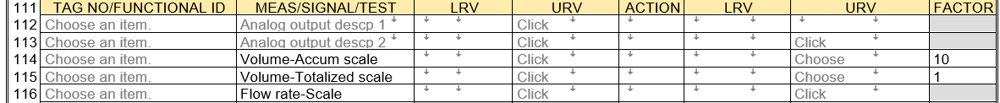 111 TAG NO/FUNCTIONAL ID MEAS/SIGNAL/TEST LRV URV ACTION LRV URV FACTOR
112 Choose an item. Analog output descp 1 Click
113 Choose an item. Analog output descp 2 Click Click
114 Choose an item. Volume-Accum scale Click Choose 10
115 Choose an item. Volume-Totalized scale Click Choose 1
116 Choose an item. Flow rate-Scale Click Click